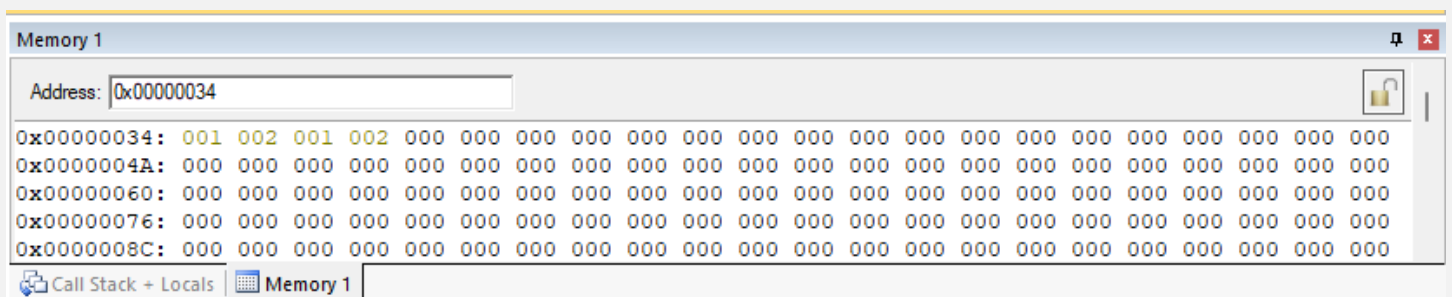 Memory 1
Address: 0x00000034
0x00000034: 001 002 001 002 000 000 000 000 000 000 000 000 000 000 000 000 000 000 000 000 000 000
0x0000004A: 000 000 000 000 000 000 000 000 000 000 000 000 000 000 000 000 000 000 000 000 000 000
0x00000060: 000 000 000 000 000 000 000 000 000 000 000 000 000 000 000 000 000 000 000 000 000 000
0x00000076: 000 000 000 000 000 000 000 000 000 000 000 000 000 000 000 000 000 000 000 000 000 000
0x0000008C: 000 000 000 000 000 000 000 000 000 000 000 000 000 000 000 000 000 000 000 000 000 000
Call Stack + Locals Memory 1